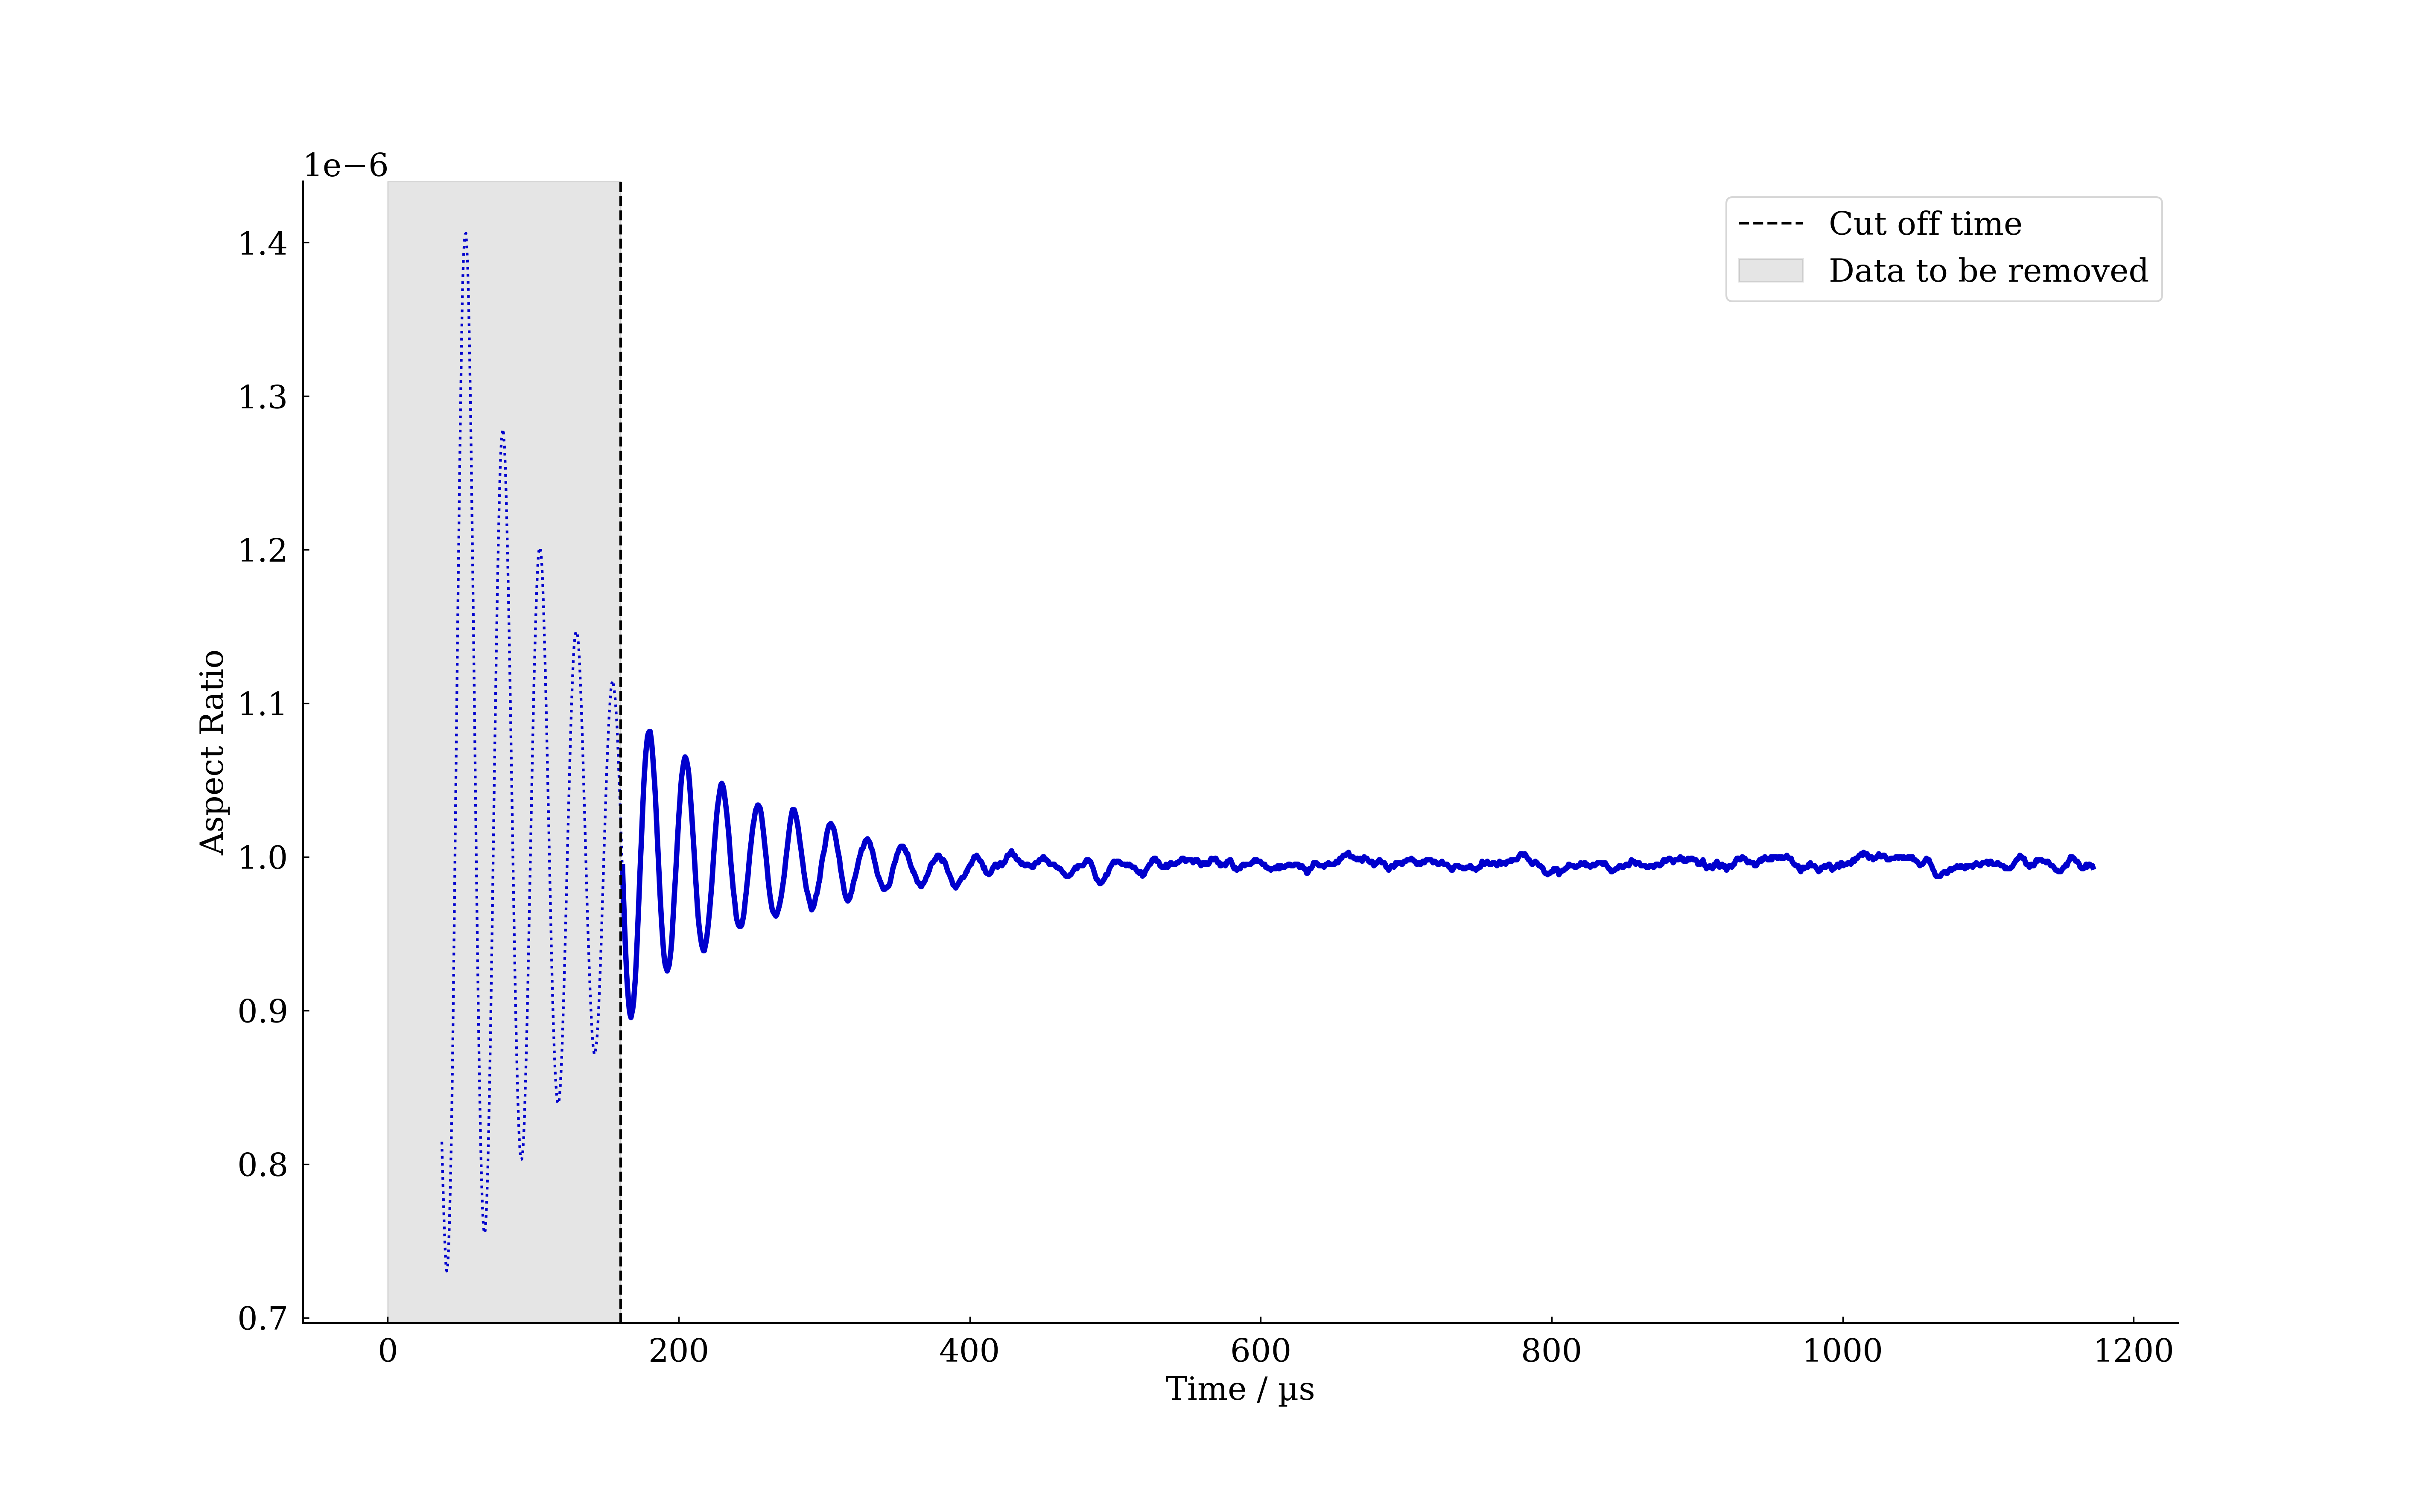 1e−6
Cut off time
Data to be removed
1.4
1.3
1.2
1.1
1.0
0.9
0.8
0.7
Aspect Ratio
0 200 400 600 800 1000 1200
Time / µs